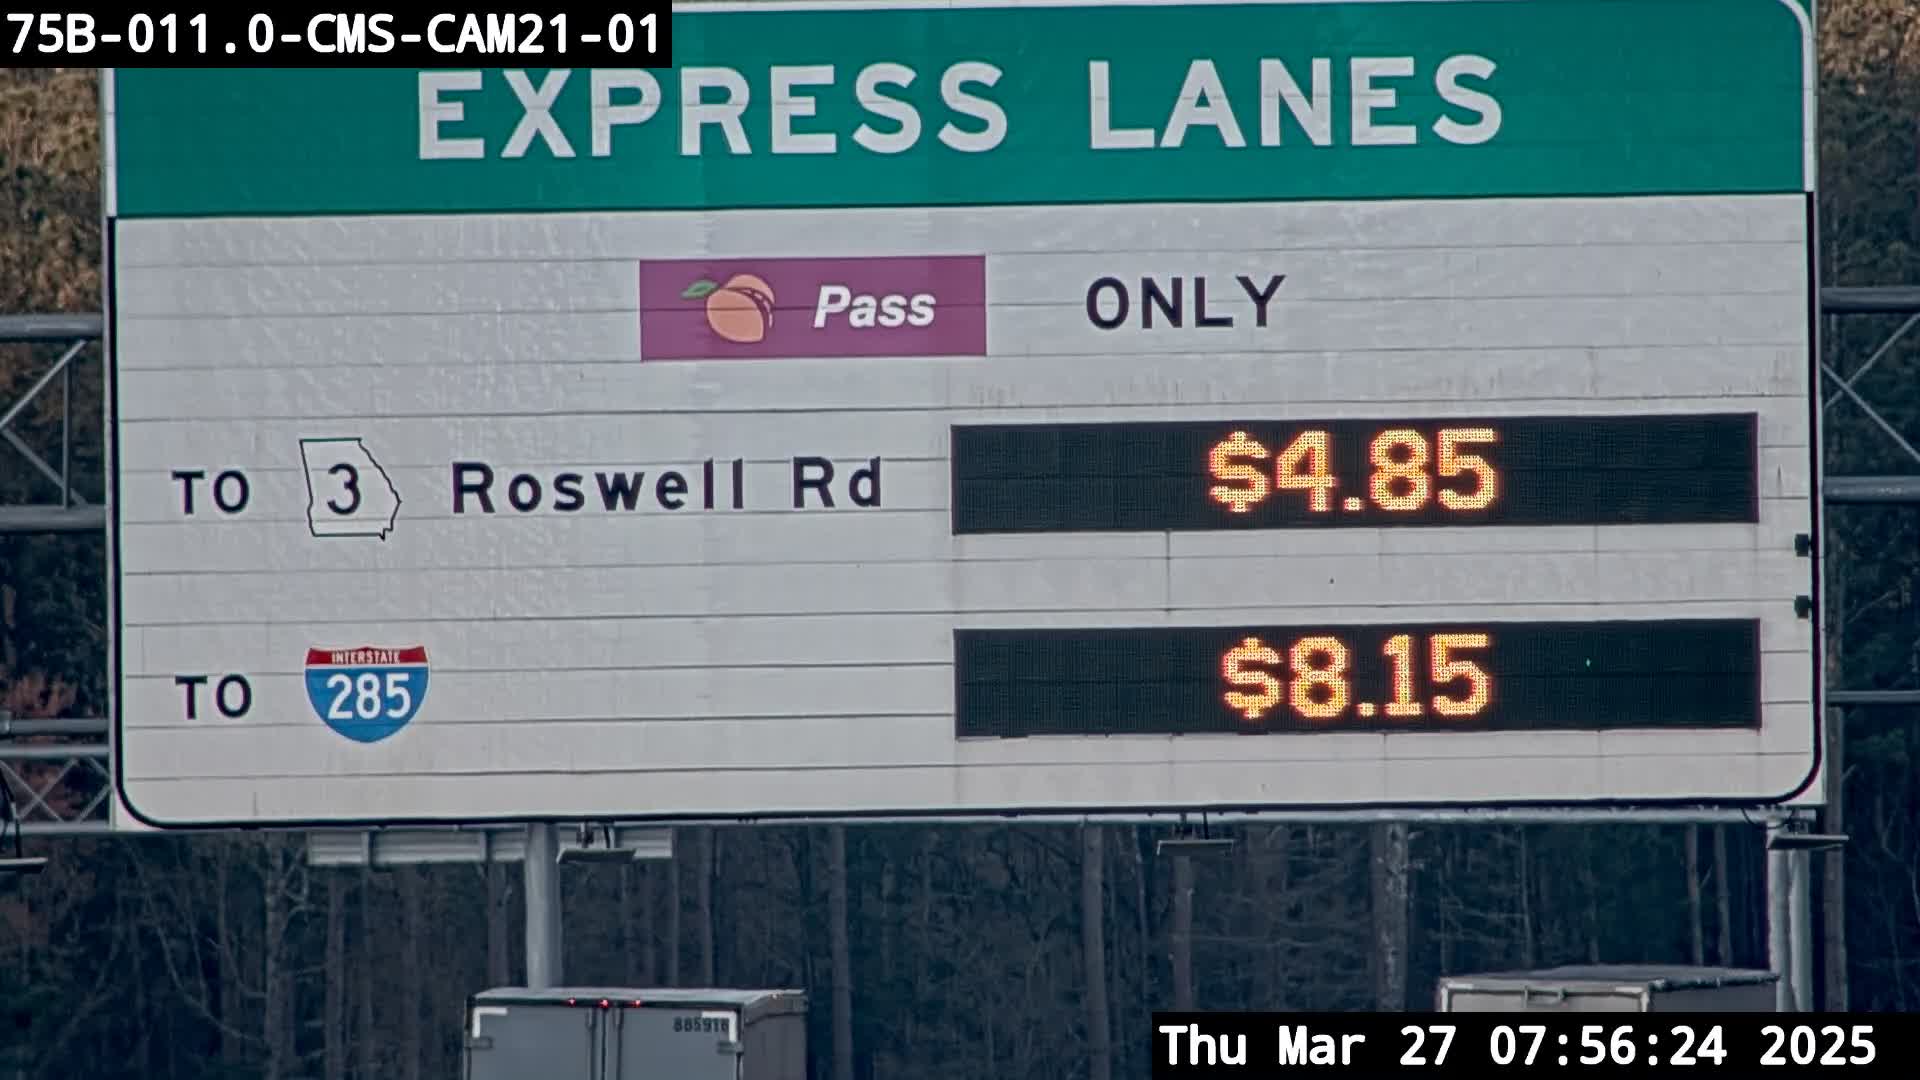 75B-011.0-CMS-CAM21-01
EXPRESS LANES
Pass ONLY
TO 3 Roswell Rd $4.85
INTERSTATE
TO 285 $8.15
885918
Thu Mar 27 07:56:24 2025